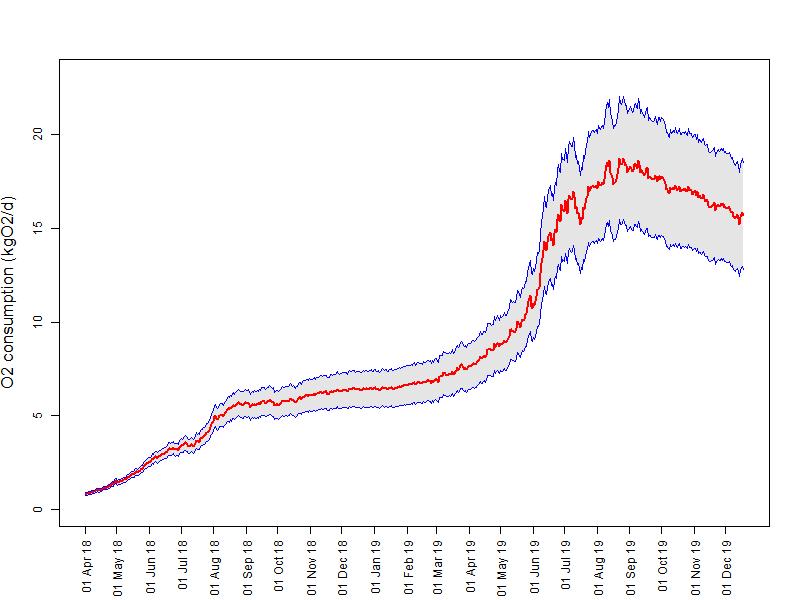 O2 consumption (kgO2/d)
20
15
10
5
0
01 Apr 18
01 May 18
01 Jun 18
01 Jul 18
01 Aug 18
01 Sep 18
01 Oct 18
01 Nov 18
01 Dec 18
01 Jan 19
01 Feb 19
01 Mar 19
01 Apr 19
01 May 19
01 Jun 19
01 Jul 19
01 Aug 19
01 Sep 19
01 Oct 19
01 Nov 19
01 Dec 19